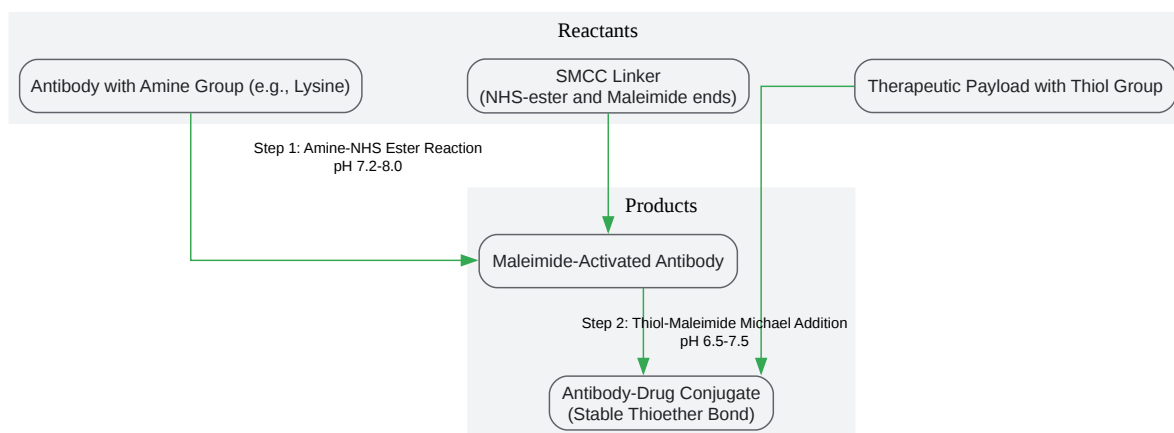 Reactants
Antibody with Amine Group (e.g., Lysine)
SMCC Linker
(NHS-ester and Maleimide ends)
Therapeutic Payload with Thiol Group
Step 1: Amine-NHS Ester Reaction
pH 7.2-8.0
Products
Maleimide-Activated Antibody
Step 2: Thiol-Maleimide Michael Addition
pH 6.5-7.5
Antibody-Drug Conjugate
(Stable Thioether Bond)